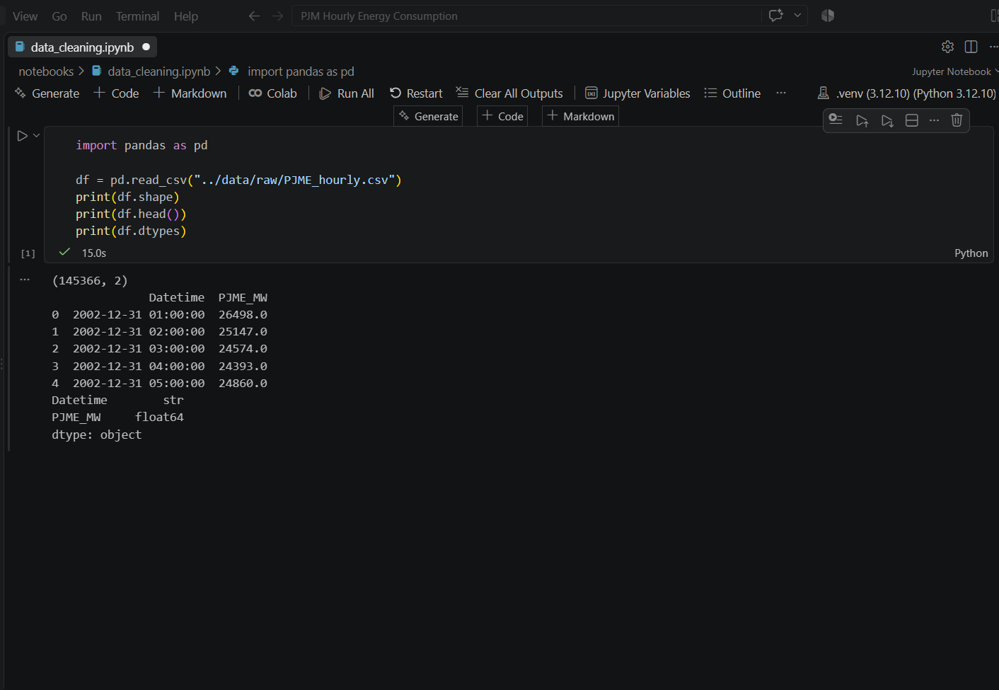 View Go Run Terminal Help PJM Hourly Energy Consumption
data_cleaning.ipynb
notebooks > data_cleaning.ipynb > import pandas as pd Jupyter Notebook
Generate + Code + Markdown Colab Run All Restart Clear All Outputs Jupyter Variables Outline ... .venv (3.12.10) (Python 3.12.10)
Generate + Code + Markdown
import pandas as pd
df = pd.read_csv("../data/raw/PJME_hourly.csv")
print(df.shape)
print(df.head())
print(df.dtypes)
[1] 15.0s Python
(145366, 2)
Datetime PJME_MW
0 2002-12-31 01:00:00 26498.0
1 2002-12-31 02:00:00 25147.0
2 2002-12-31 03:00:00 24574.0
3 2002-12-31 04:00:00 24393.0
4 2002-12-31 05:00:00 24860.0
Datetime str
PJME_MW float64
dtype: object